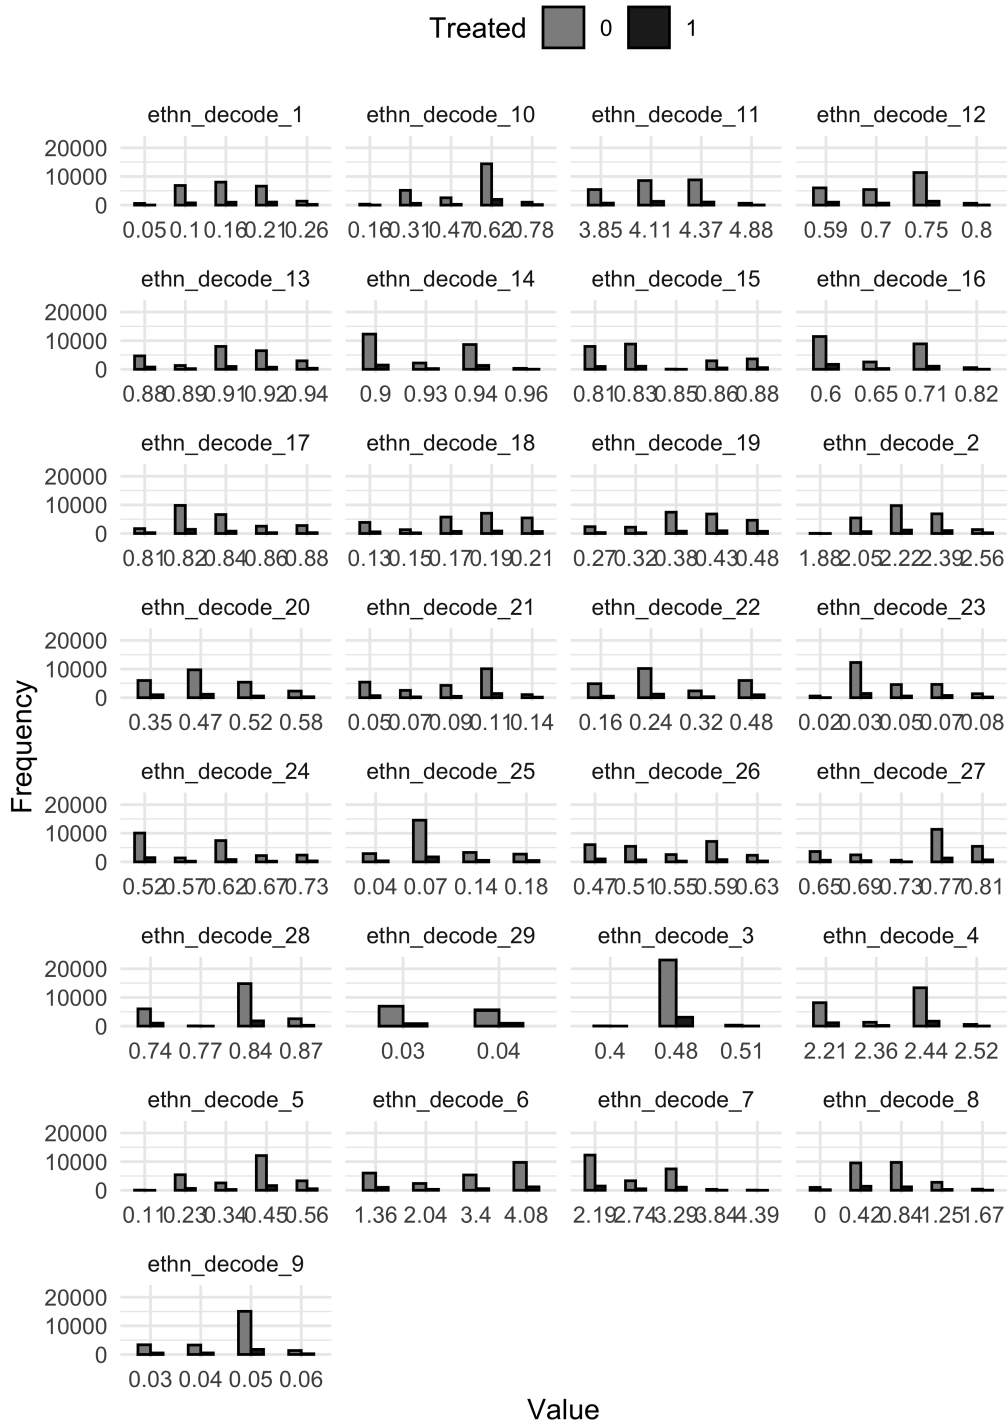 Treated 0 1
ethn_decode_1 ethn_decode_10 ethn_decode_11 ethn_decode_12
20000
10000
0
0.05 0.1 0.16 0.21 0.26 0.16 0.31 0.47 0.62 0.78 3.85 4.11 4.37 4.88 0.59 0.7 0.75 0.8
ethn_decode_13 ethn_decode_14 ethn_decode_15 ethn_decode_16
20000
10000
0
0.88 0.89 0.91 0.92 0.94 0.9 0.93 0.94 0.96 0.81 0.83 0.85 0.86 0.88 0.6 0.65 0.71 0.82
ethn_decode_17 ethn_decode_18 ethn_decode_19 ethn_decode_2
20000
10000
0
0.81 0.82 0.84 0.86 0.88 0.13 0.15 0.17 0.19 0.21 0.27 0.32 0.38 0.43 0.48 1.88 2.05 2.22 2.39 2.56
ethn_decode_20 ethn_decode_21 ethn_decode_22 ethn_decode_23
20000
10000
0
0.35 0.47 0.52 0.58 0.05 0.07 0.09 0.11 0.14 0.16 0.24 0.32 0.48 0.02 0.03 0.05 0.07 0.08
Frequency
ethn_decode_24 ethn_decode_25 ethn_decode_26 ethn_decode_27
20000
10000
0
0.52 0.57 0.62 0.67 0.73 0.04 0.07 0.14 0.18 0.47 0.51 0.55 0.59 0.63 0.65 0.69 0.73 0.77 0.81
ethn_decode_28 ethn_decode_29 ethn_decode_3 ethn_decode_4
20000
10000
0
0.74 0.77 0.84 0.87 0.03 0.04 0.4 0.48 0.51 2.21 2.36 2.44 2.52
ethn_decode_5 ethn_decode_6 ethn_decode_7 ethn_decode_8
20000
10000
0
0.11 0.23 0.34 0.45 0.56 1.36 2.04 3.4 4.08 2.19 2.74 3.29 3.84 4.39 0 0.42 0.84 1.25 1.67
ethn_decode_9
20000
10000
0
0.03 0.04 0.05 0.06
Value